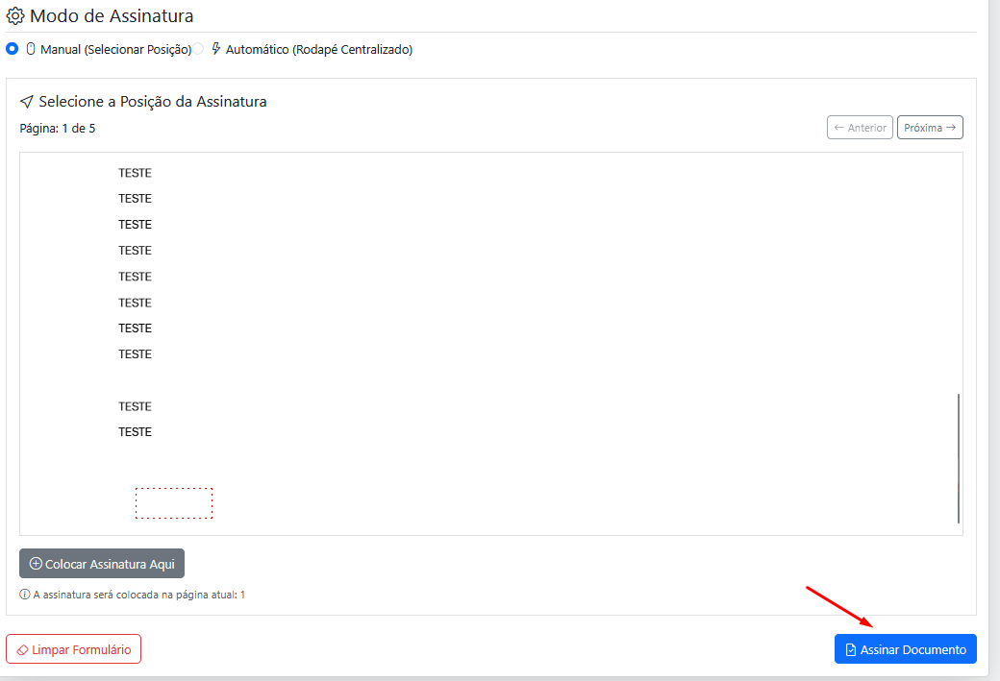 Modo de Assinatura
Manual (Selecionar Posição) Automático (Rodapé Centralizado)
Selecione a Posição da Assinatura
Página: 1 de 5
← Anterior Próxima →
TESTE
TESTE
TESTE
TESTE
TESTE
TESTE
TESTE
TESTE
TESTE
TESTE
Colocar Assinatura Aqui
A assinatura será colocada na página atual: 1
Limpar Formulário
Assinar Documento